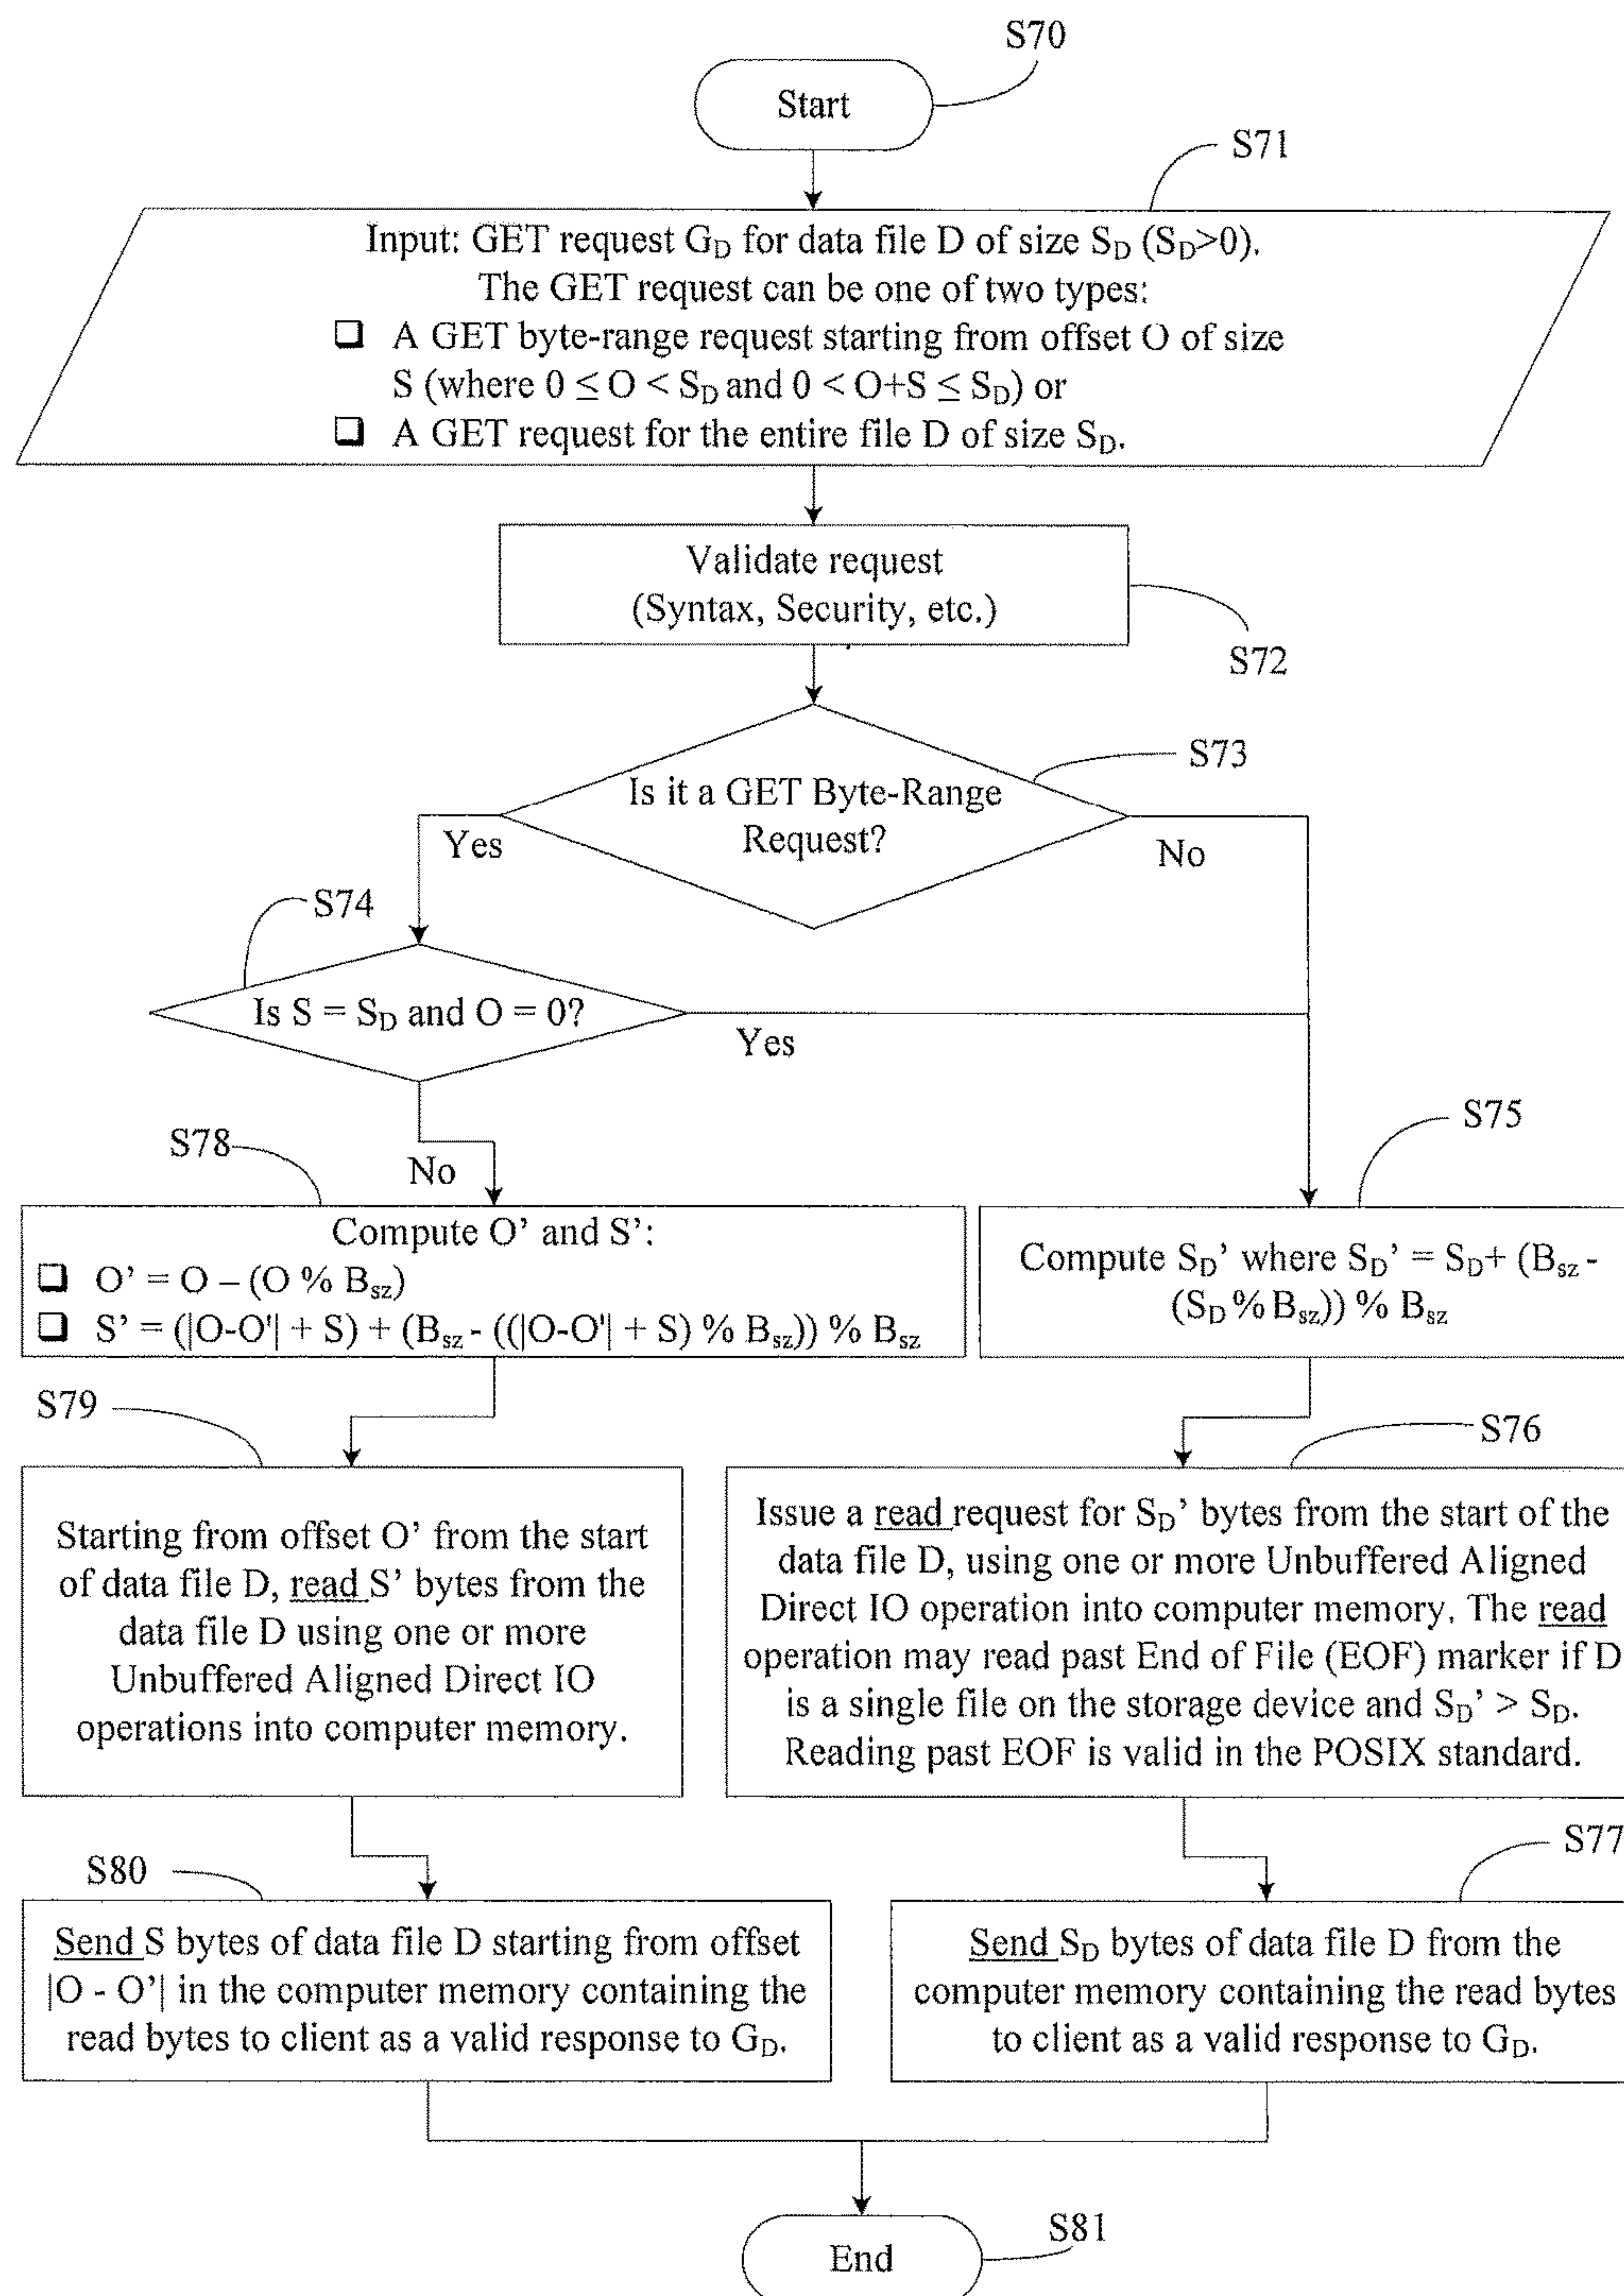 S70
Start
S71
Input: GET request G_D for data file D of size S_D (S_D>0).
The GET request can be one of two types:
❑ A GET byte-range request starting from offset O of size
S (where 0 ≤ O < S_D and 0 < O+S ≤ S_D) or
❑ A GET request for the entire file D of size S_D.
Validate request
(Syntax, Security, etc.)
S72
S73
Is it a GET Byte-Range
Request?
Yes
No
S74
Is S = S_D and O = 0?
Yes
S75
S78
No
Compute O’ and S’:
❑ O’ = O – (O % B_sz)
❑ S’ = (|O-O'| + S) + (B_sz - ((|O-O'| + S) % B_sz)) % B_sz
Compute S_D’ where S_D’ = S_D+ (B_sz -
(S_D % B_sz)) % B_sz
S79
S76
Starting from offset O’ from the start
of data file D, read S’ bytes from the
data file D using one or more
Unbuffered Aligned Direct IO
operations into computer memory.
Issue a read request for S_D’ bytes from the start of the
data file D, using one or more Unbuffered Aligned
Direct IO operation into computer memory. The read
operation may read past End of File (EOF) marker if D
is a single file on the storage device and S_D’ > S_D.
Reading past EOF is valid in the POSIX standard.
S77
S80
Send S bytes of data file D starting from offset
|O - O’| in the computer memory containing the
read bytes to client as a valid response to G_D.
Send S_D bytes of data file D from the
computer memory containing the read bytes
to client as a valid response to G_D.
S81
End